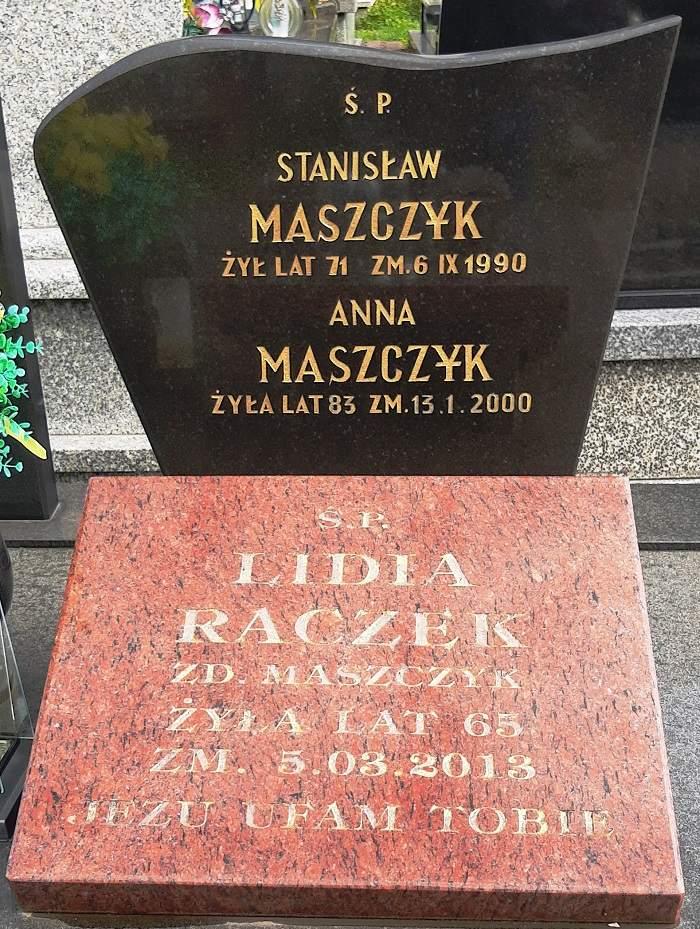 Ś. P.
STANISŁAW
MASZCZYK
ŻYŁ LAT 71 ZM. 6 IX 1990
ANNA
MASZCZYK
ŻYŁA LAT 83 ZM. 13. 1. 2000
Ś.P.
LIDIA
RACZEK
ZD. MASZCZYK
ŻYŁA LAT 65
ZM. 5.03.2013
JEZU UFAM TOBIE